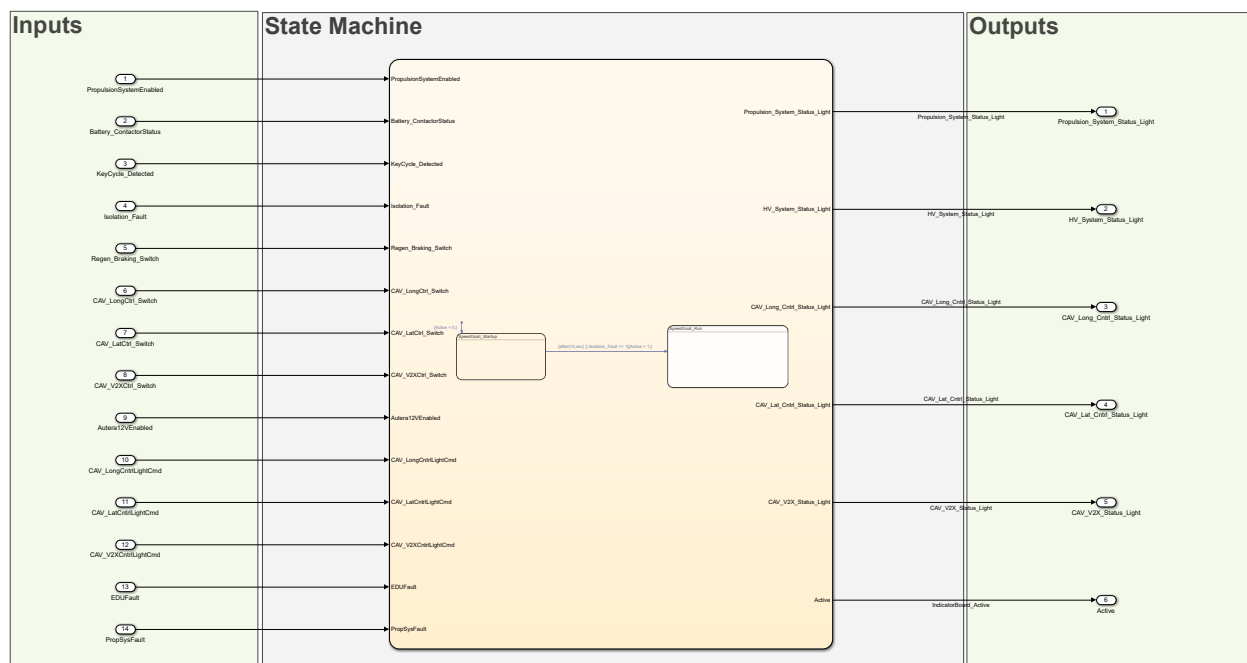 Inputs
State Machine
Outputs
1
PropulsionSystemEnabled
2
Battery_ContactorStatus
3
KeyCycle_Detected
4
Isolation_Fault
5
Regen_Braking_Switch
6
CAV_LongCtrl_Switch
7
CAV_LatCtrl_Switch
8
CAV_V2XCtrl_Switch
9
Autera12VEnabled
10
CAV_LongCntrlLightCmd
11
CAV_LatCntrlLightCmd
12
CAV_V2XCntrlLightCmd
13
EDUFault
14
PropSysFault
PropulsionSystemEnabled
Battery_ContactorStatus
KeyCycle_Detected
Isolation_Fault
Regen_Braking_Switch
CAV_LongCtrl_Switch
CAV_LatCtrl_Switch
CAV_V2XCtrl_Switch
Autera12VEnabled
CAV_LongCntrlLightCmd
CAV_LatCntrlLightCmd
CAV_V2XCntrlLightCmd
EDUFault
PropSysFault
SpeedGoat_Startup
SpeedGoat_Run
Propulsion_System_Status_Light
HV_System_Status_Light
CAV_Long_Cntrl_Status_Light
CAV_Lat_Cntrl_Status_Light
CAV_V2X_Status_Light
Active
Propulsion_System_Status_Light
HV_System_Status_Light
CAV_Long_Cntrl_Status_Light
CAV_Lat_Cntrl_Status_Light
CAV_V2X_Status_Light
IndicatorBoard_Active
1
Propulsion_System_Status_Light
2
HV_System_Status_Light
3
CAV_Long_Cntrl_Status_Light
4
CAV_Lat_Cntrl_Status_Light
5
CAV_V2X_Status_Light
6
Active